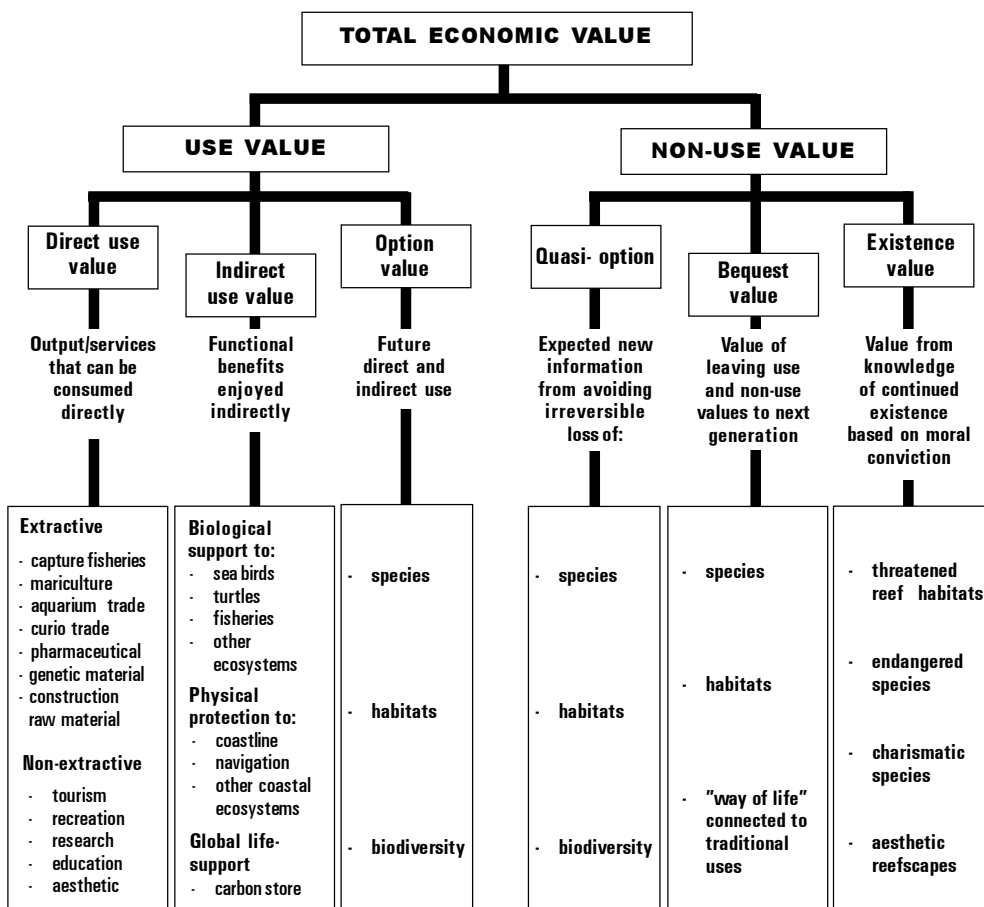 TOTAL ECONOMIC VALUE
USE VALUE
NON-USE VALUE
Direct use
value
Indirect
use value
Option
value
Quasi- option
Bequest
value
Existence
value
Output/services
that can be
consumed
directly
Functional
benefits
enjoyed
indirectly
Future
direct and
indirect use
Expected new
information
from avoiding
irreversible
loss of:
Value of
leaving use
and non-use
values to next
generation
Value from
knowledge
of continued
existence
based on moral
conviction
Extractive
- capture fisheries
- mariculture
- aquarium trade
- curio trade
- pharmaceutical
- genetic material
- construction
raw material
Non-extractive
- tourism
- recreation
- research
- education
- aesthetic
Biological
support to:
- sea birds
- turtles
- fisheries
- other
ecosystems
Physical
protection to:
- coastline
- navigation
- other coastal
ecosystems
Global life-
support
- carbon store
- species
- habitats
- biodiversity
- species
- habitats
- biodiversity
- species
- habitats
- "way of life"
connected to
traditional
uses
- threatened
reef habitats
- endangered
species
- charismatic
species
- aesthetic
reefscapes